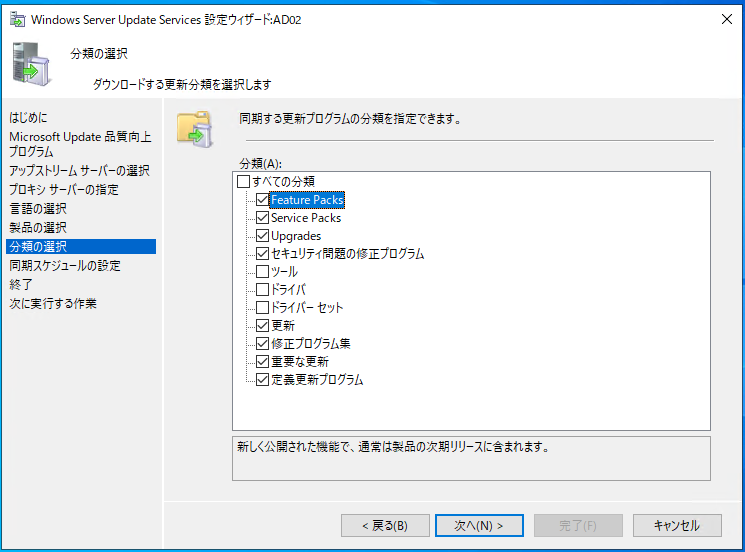 Windows Server Update Services 設定ウィザード:AD02
分類の選択
ダウンロードする更新分類を選択します
はじめに
Microsoft Update 品質向上
プログラム
アップストリーム サーバーの選択
プロキシ サーバーの指定
言語の選択
製品の選択
分類の選択
同期スケジュールの設定
終了
次に実行する作業
同期する更新プログラムの分類を指定できます。
分類(A):
すべての分類
Feature Packs
Service Packs
Upgrades
セキュリティ問題の修正プログラム
ツール
ドライバ
ドライバー セット
更新
修正プログラム集
重要な更新
定義更新プログラム
新しく公開された機能で、通常は製品の次期リリースに含まれます。
< 戻る(B)
次へ(N) >
完了(F)
キャンセル